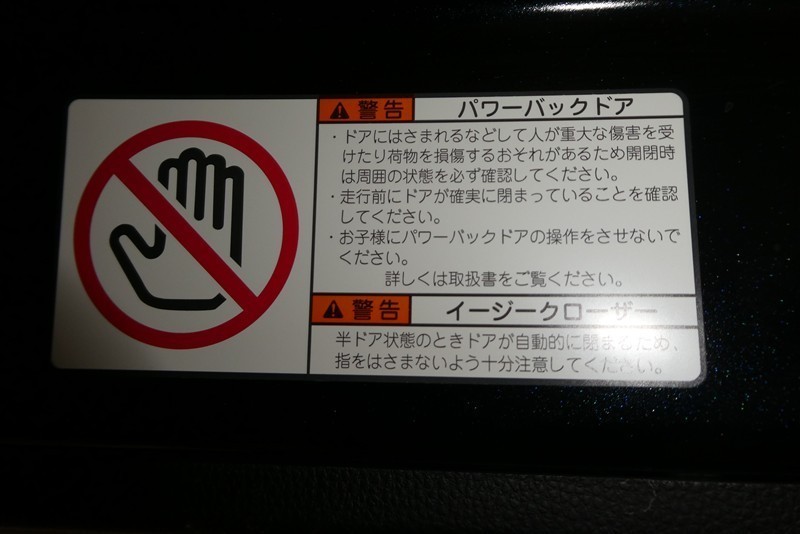 警告 パワーバックドア
・ドアにはさまれるなどして人が重大な傷害を受
けたり荷物を損傷するおそれがあるため開閉時
は周囲の状態を必ず確認してください。
・走行前にドアが確実に閉まっていることを確認
してください。
・お子様にパワーバックドアの操作をさせないで
ください。
詳しくは取扱書をご覧ください。
警告 イージークローザー
半ドア状態のときドアが自動的に閉まるため、
指をはさまないよう十分注意してください。